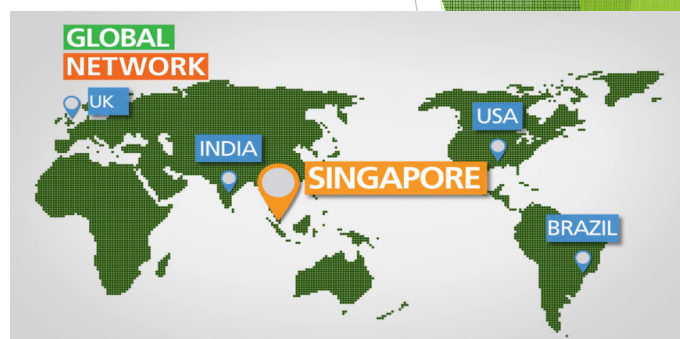 GLOBAL
NETWORK
UK
USA
INDIA
SINGAPORE
BRAZIL